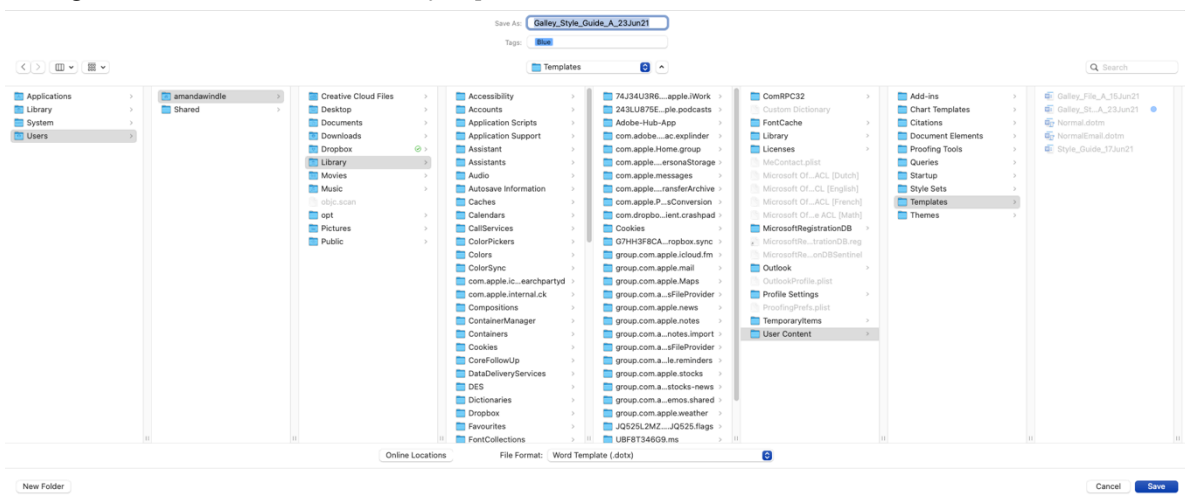 Save As: Galley_Style_Guide_A_23Jun21
Tags: Blue
Templates
Search
Applications
Library
System
Users
amandawindle
Shared
Creative Cloud Files
Desktop
Documents
Downloads
Dropbox
Library
Movies
Music
objc.scan
opt
Pictures
Public
Accessibility
Accounts
Application Scripts
Application Support
Assistant
Assistants
Audio
Autosave Information
Caches
Calendars
CallServices
ColorPickers
Colors
ColorSync
com.apple.ic...earchpartyd
com.apple.internal.ck
Compositions
ContainerManager
Containers
Cookies
CoreFollowUp
DataDeliveryServices
DES
Dictionaries
Dropbox
Favourites
FontCollections
74J34U3R6....apple.iWork
243LU875E...ple.podcasts
Adobe-Hub-App
com.adobe....ac.explinder
com.apple.Home.group
com.apple....ersonaStorage
com.apple.messages
com.apple....ransferArchive
com.apple.P...sConversion
com.dropbo...ient.crashpad
Cookies
G7HH3F8CA...ropbox.sync
group.com.apple.icloud.fm
group.com.apple.mail
group.com.apple.Maps
group.com.a...sFileProvider
group.com.apple.news
group.com.apple.notes
group.com.a...notes.import
group.com.a...sFileProvider
group.com.a...le.reminders
group.com.apple.stocks
group.com.a...stocks-news
group.com.a...emos.shared
group.com.apple.weather
JQ525L2MZ....JQ525.flags
UBF8T346G9.ms
ComRPC32
Custom Dictionary
FontCache
Library
Licenses
MeContact.plist
Microsoft Of...ACL [Dutch]
Microsoft Of...CL [English]
Microsoft Of...ACL [French]
Microsoft Of...e ACL [Math]
MicrosoftRegistrationDB
MicrosoftRe...trationDB.reg
MicrosoftRe...onDBSentinel
Outlook
OutlookProfile.plist
Profile Settings
ProofingPrefs.plist
TemporaryItems
User Content
Add-ins
Chart Templates
Citations
Document Elements
Proofing Tools
Queries
Startup
Style Sets
Templates
Themes
Galley_File_A_15Jun21
Galley_St...A_23Jun21
Normal.dotm
NormalEmail.dotm
Style_Guide_17Jun21
Online Locations
File Format: Word Template (.dotx)
New Folder
Cancel
Save